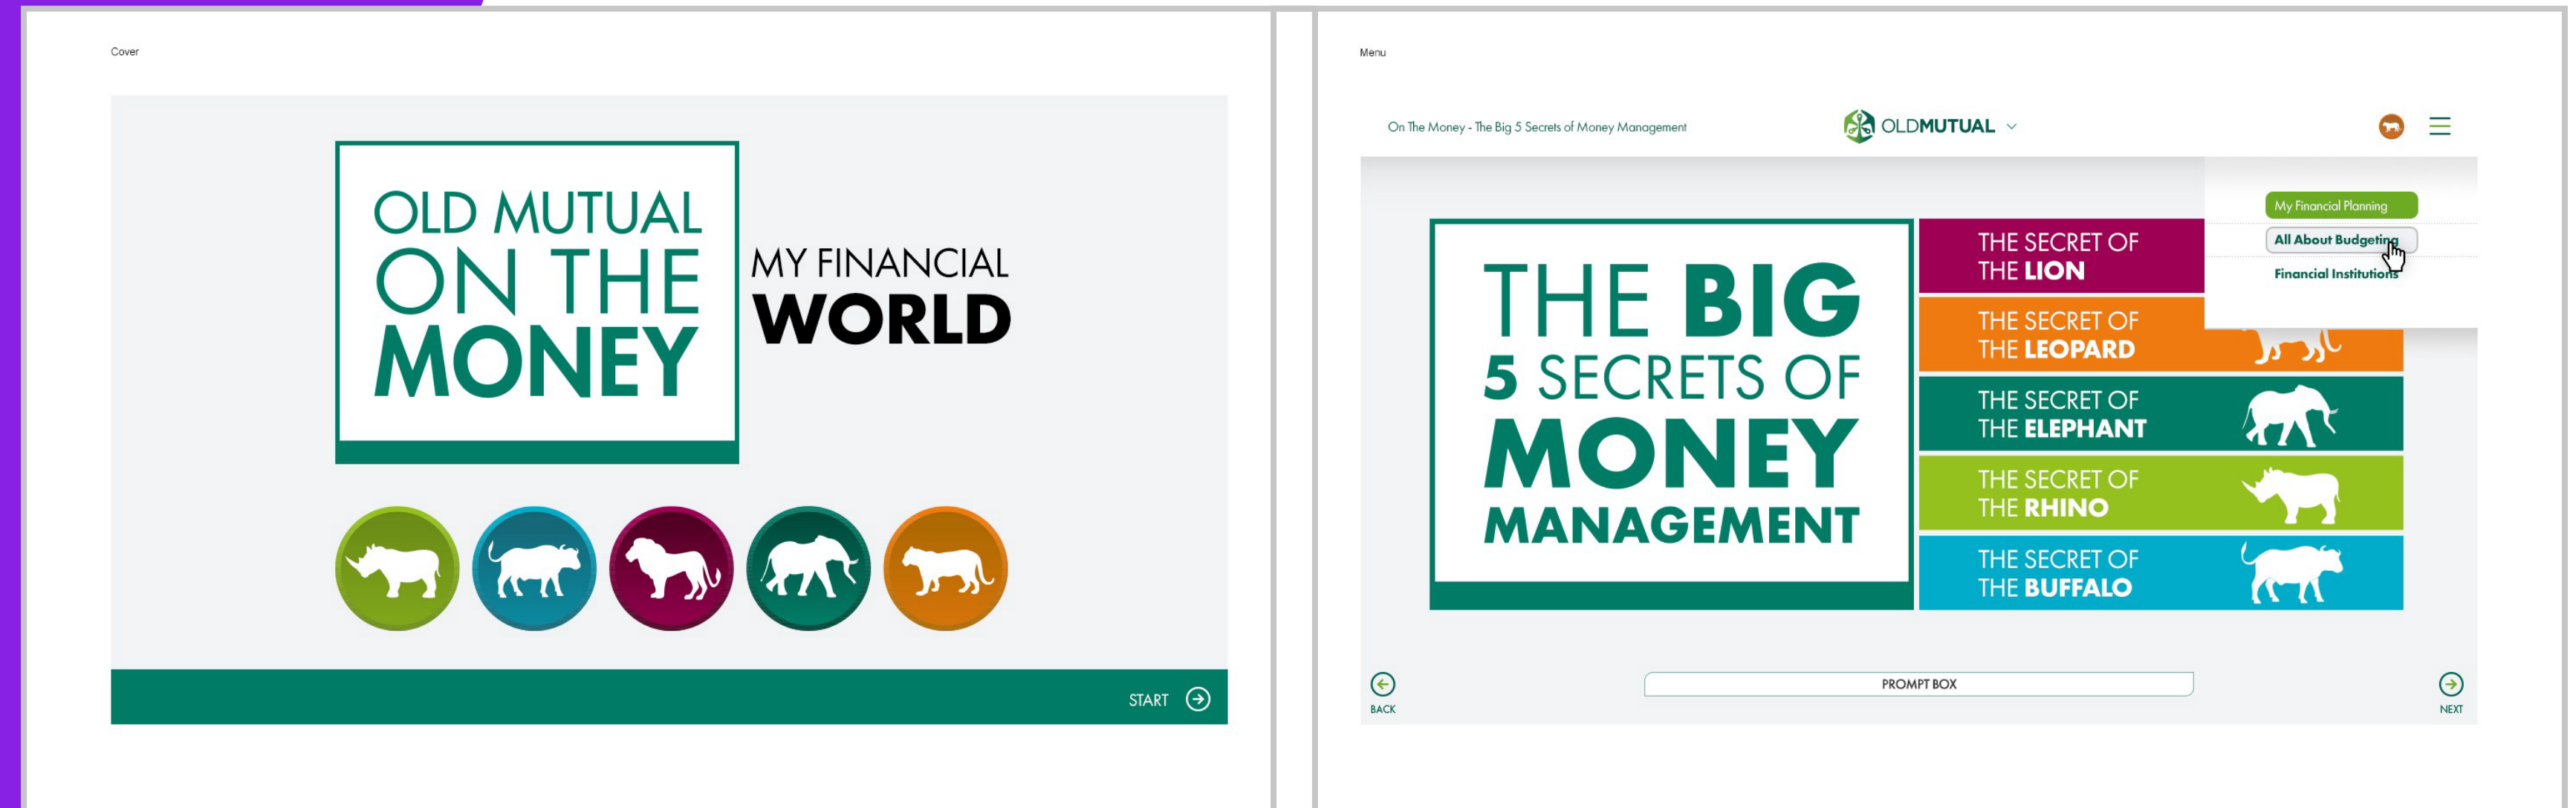 Cover
OLD MUTUAL
ON THE
MONEY
MY FINANCIAL
WORLD
START
Menu
On The Money - The Big 5 Secrets of Money Management
OLDMUTUAL
My Financial Planning
All About Budgeting
Financial Institutions
THE BIG
5 SECRETS OF
MONEY
MANAGEMENT
THE SECRET OF
THE LION
THE SECRET OF
THE LEOPARD
THE SECRET OF
THE ELEPHANT
THE SECRET OF
THE RHINO
THE SECRET OF
THE BUFFALO
BACK
PROMPT BOX
NEXT